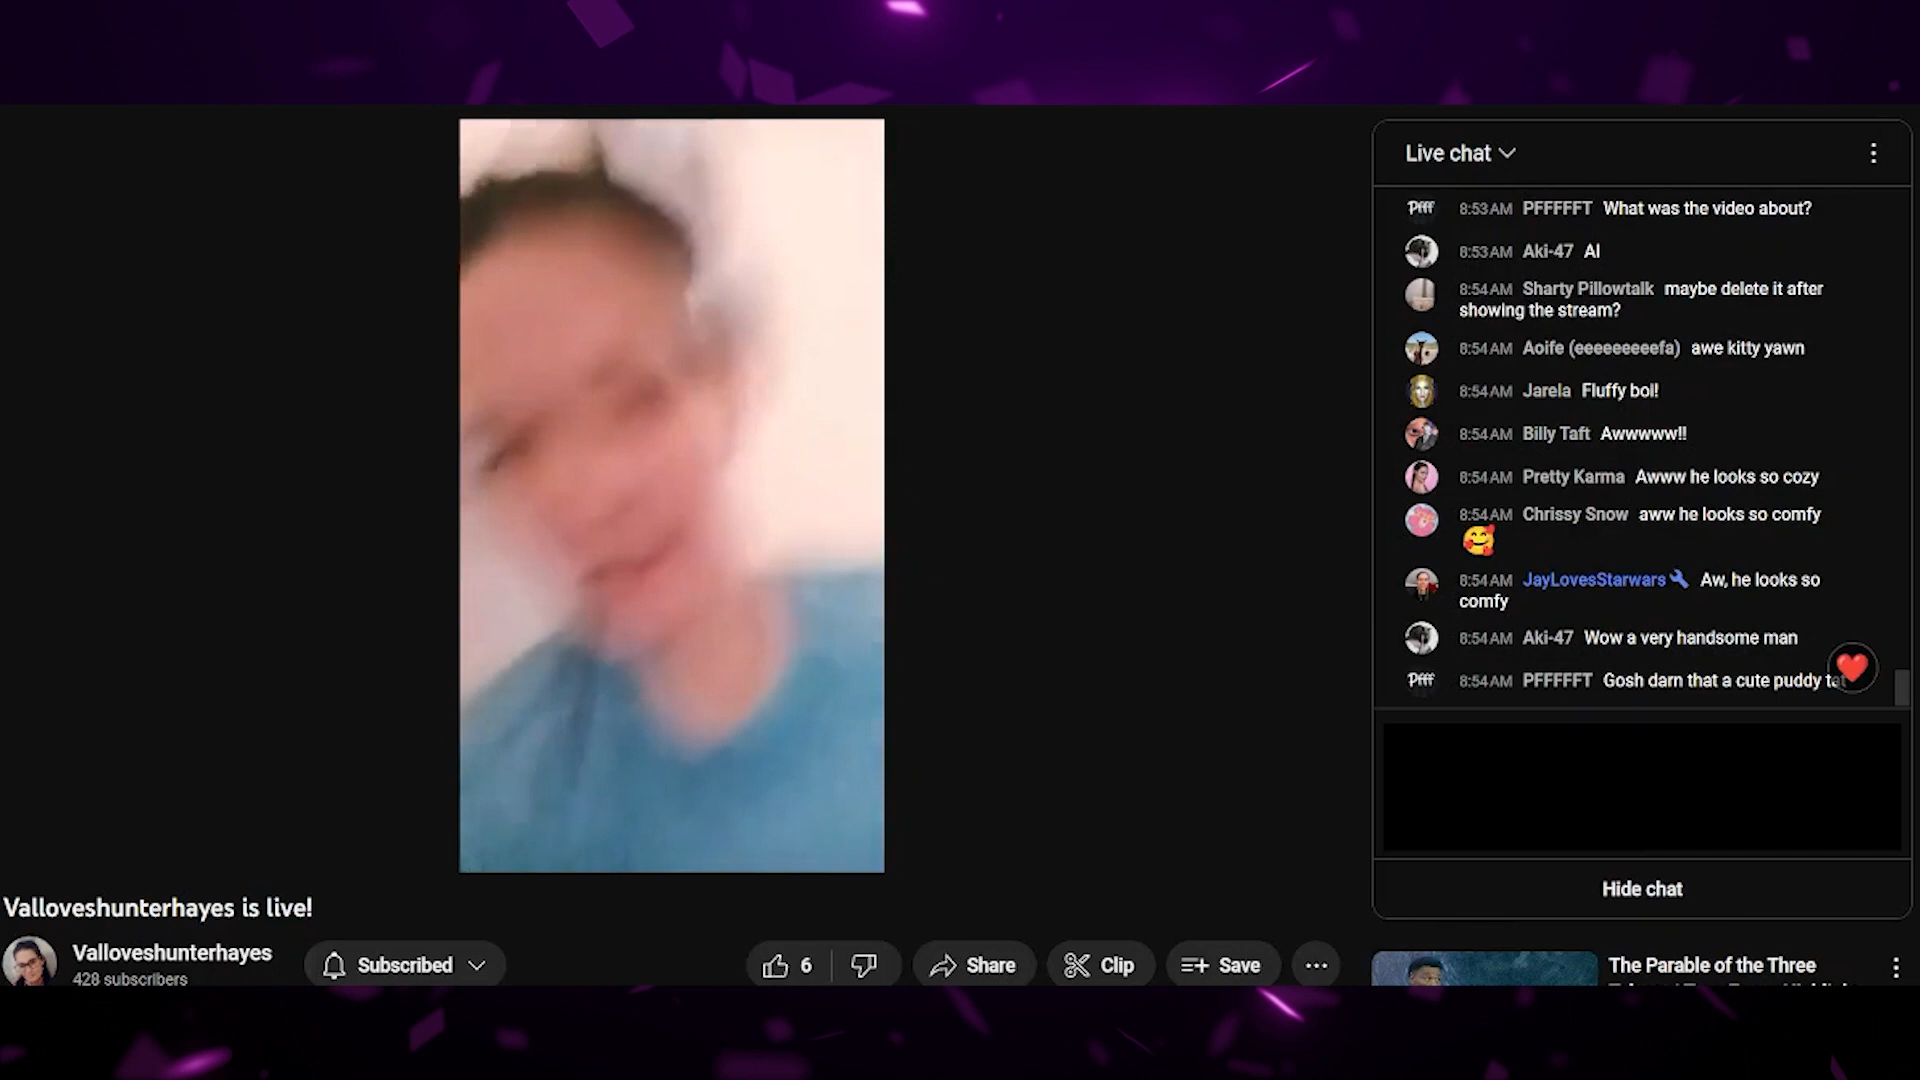 Live chat
Pfff 8:53 AM PFFFFFT What was the video about?
8:53 AM Aki-47 AI
8:54 AM Sharty Pillowtalk maybe delete it after
showing the stream?
8:54 AM Aoife (eeeeeeeeefa) awe kitty yawn
8:54 AM Jarela Fluffy boi!
8:54 AM Billy Taft Awwwww!!
8:54 AM Pretty Karma Awww he looks so cozy
8:54 AM Chrissy Snow aww he looks so comfy
8:54 AM JayLovesStarwars Aw, he looks so
comfy
8:54 AM Aki-47 Wow a very handsome man
Pfff 8:54 AM PFFFFFT Gosh darn that a cute puddy tat
Hide chat
Valloveshunterhayes is live!
Valloveshunterhayes
428 subscribers
Subscribed
6
Share
Clip
Save
The Parable of the Three